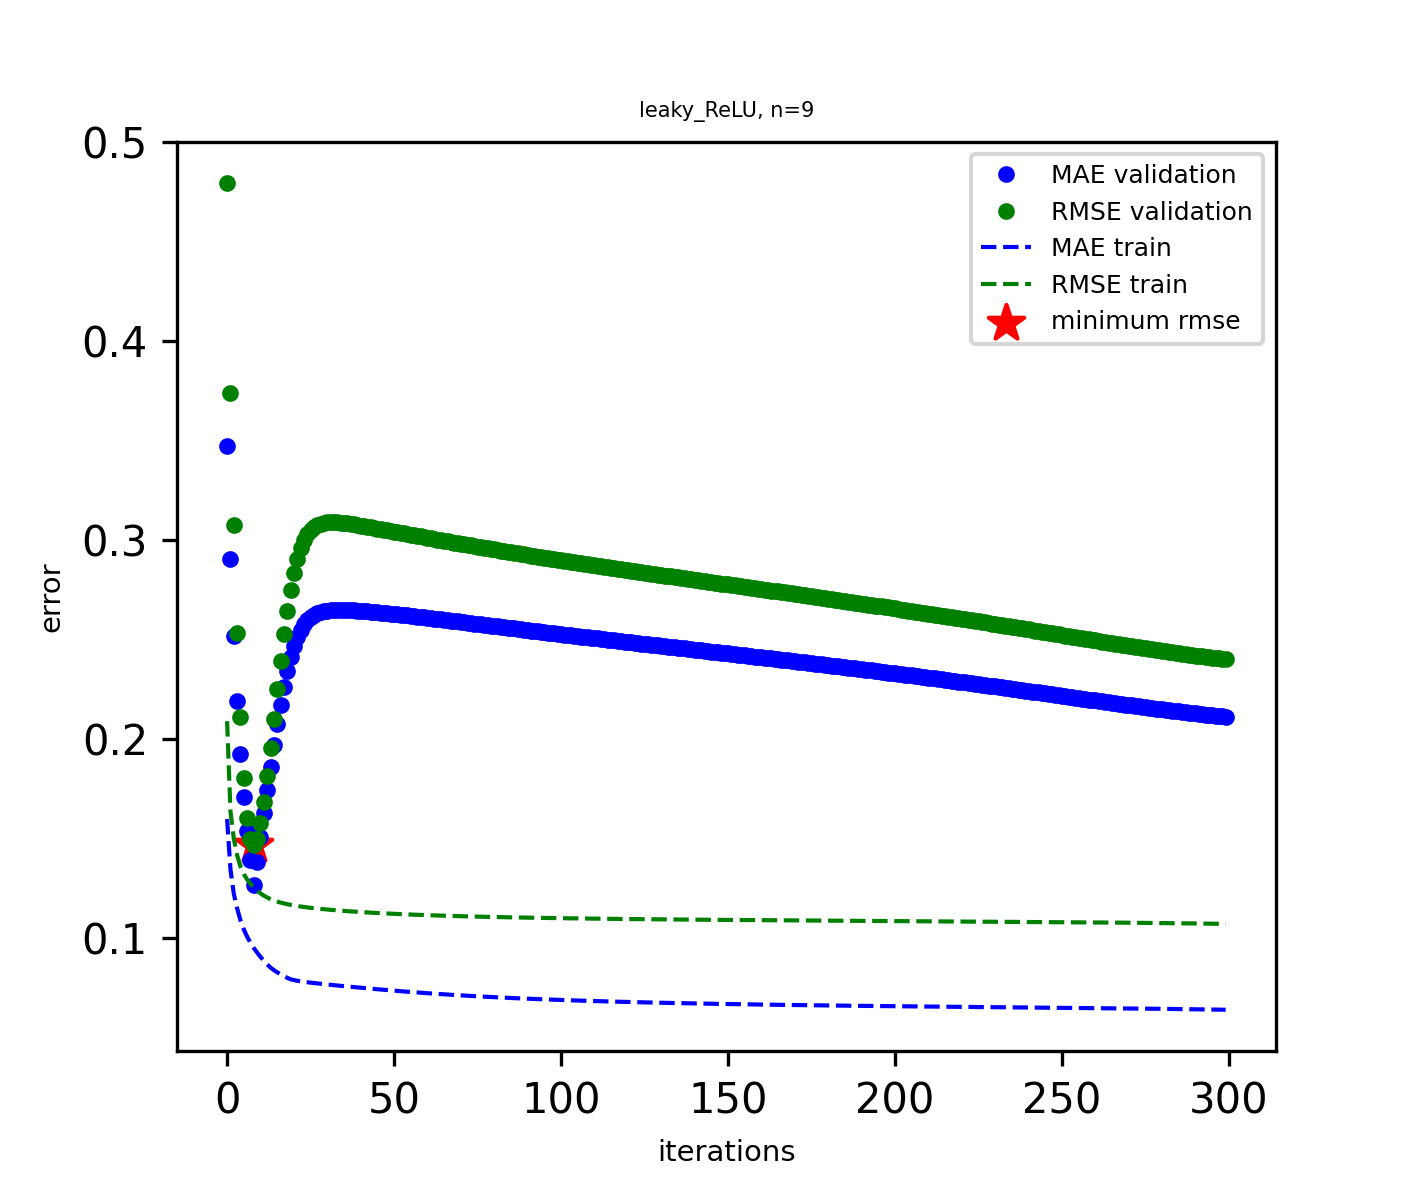 leaky_ReLU, n=9
0.5
0.4
0.3
0.2
0.1
error
MAE validation
RMSE validation
MAE train
RMSE train
minimum rmse
0 50 100 150 200 250 300
iterations